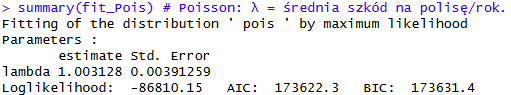 > summary(fit_Pois) # Poisson: λ = średnia szkód na polisę/rok.
Fitting of the distribution ' pois ' by maximum likelihood
Parameters :
estimate Std. Error
lambda 1.003128 0.00391259
Loglikelihood: -86810.15 AIC: 173622.3 BIC: 173631.4